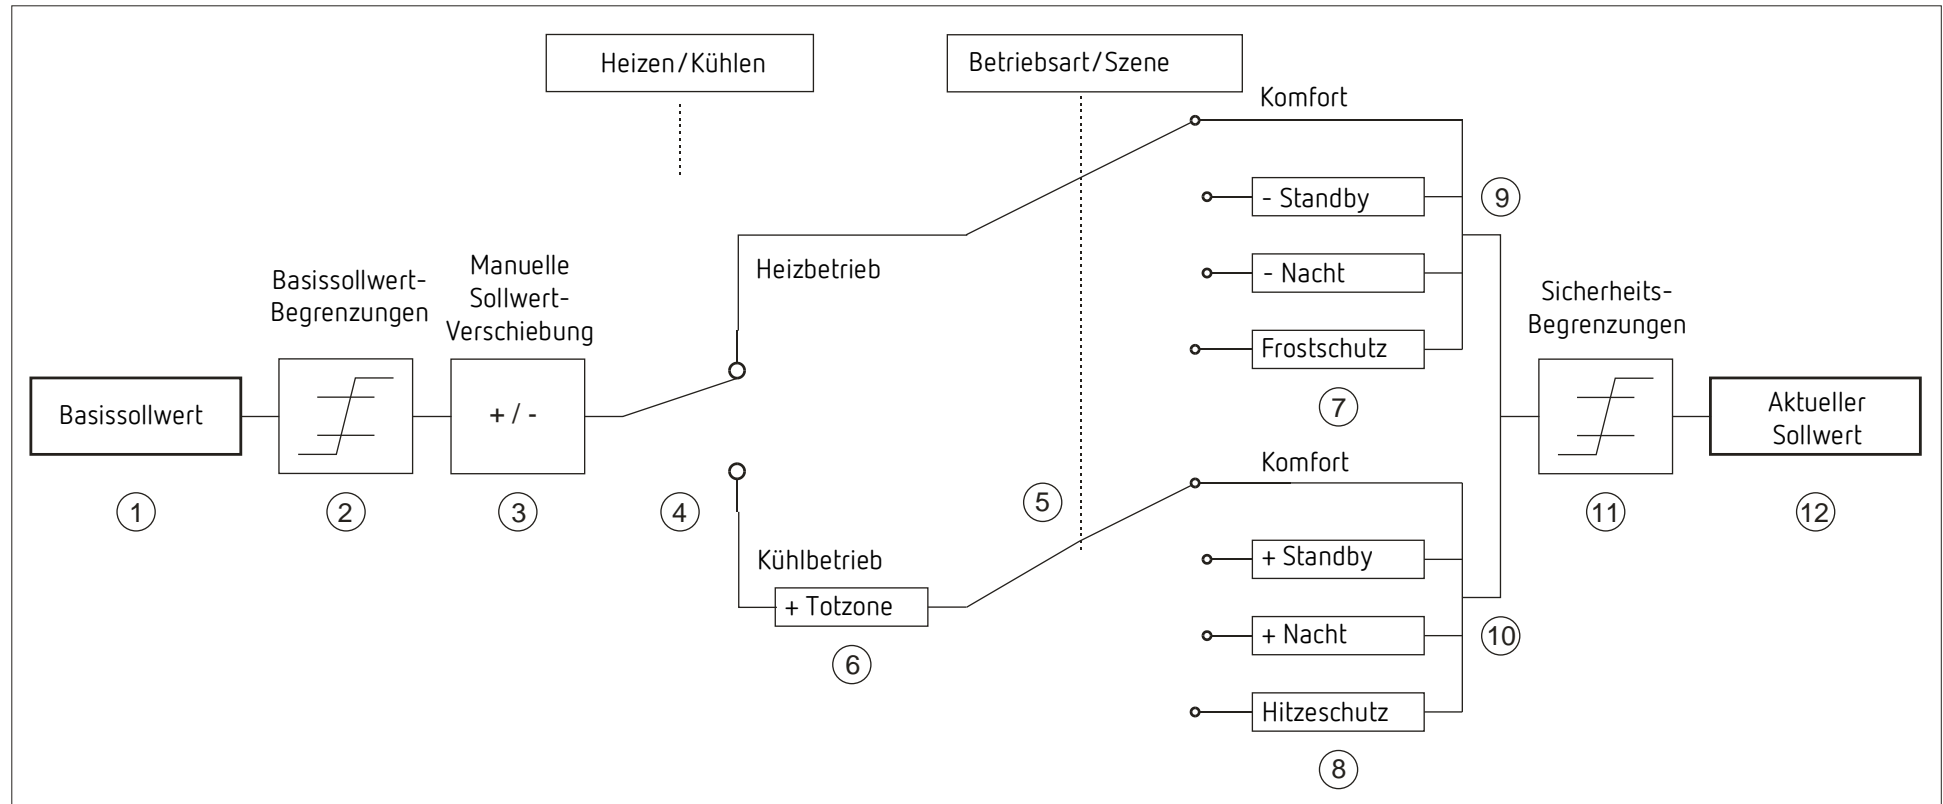 Heizen/Kühlen
Betriebsart/Szene
Komfort
- Standby
9
- Nacht
Heizbetrieb
Frostschutz
7
Basissollwert-
Begrenzungen
Manuelle
Sollwert-
Verschiebung
Sicherheits-
Begrenzungen
Basissollwert
+ / -
Aktueller
Sollwert
1
2
3
4
5
11
12
Komfort
Kühlbetrieb
+ Totzone
6
+ Standby
+ Nacht
10
Hitzeschutz
8